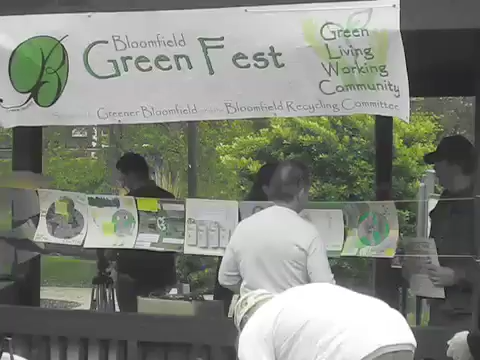 Bloomfield
Green Fest
Green
Living
Working
Community
Greener Bloomfield
Bloomfield Recycling Committee